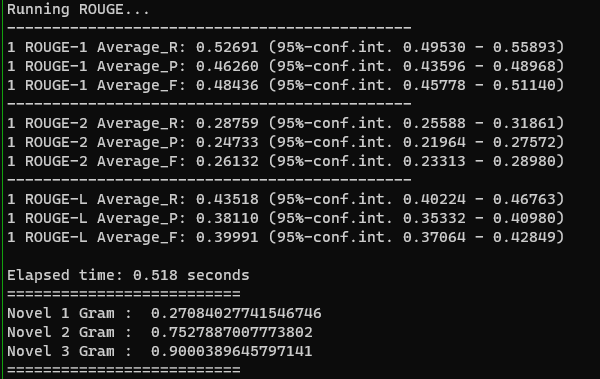 Running ROUGE...
---------------------------------------------
1 ROUGE-1 Average_R: 0.52691 (95%-conf.int. 0.49530 - 0.55893)
1 ROUGE-1 Average_P: 0.46260 (95%-conf.int. 0.43596 - 0.48968)
1 ROUGE-1 Average_F: 0.48436 (95%-conf.int. 0.45778 - 0.51140)
---------------------------------------------
1 ROUGE-2 Average_R: 0.28759 (95%-conf.int. 0.25588 - 0.31861)
1 ROUGE-2 Average_P: 0.24733 (95%-conf.int. 0.21964 - 0.27572)
1 ROUGE-2 Average_F: 0.26132 (95%-conf.int. 0.23313 - 0.28980)
---------------------------------------------
1 ROUGE-L Average_R: 0.43518 (95%-conf.int. 0.40224 - 0.46763)
1 ROUGE-L Average_P: 0.38110 (95%-conf.int. 0.35332 - 0.40980)
1 ROUGE-L Average_F: 0.39991 (95%-conf.int. 0.37064 - 0.42849)
Elapsed time: 0.518 seconds
==========================
Novel 1 Gram :  0.27084027741546746
Novel 2 Gram :  0.7527887007773802
Novel 3 Gram :  0.9000389645797141
==========================